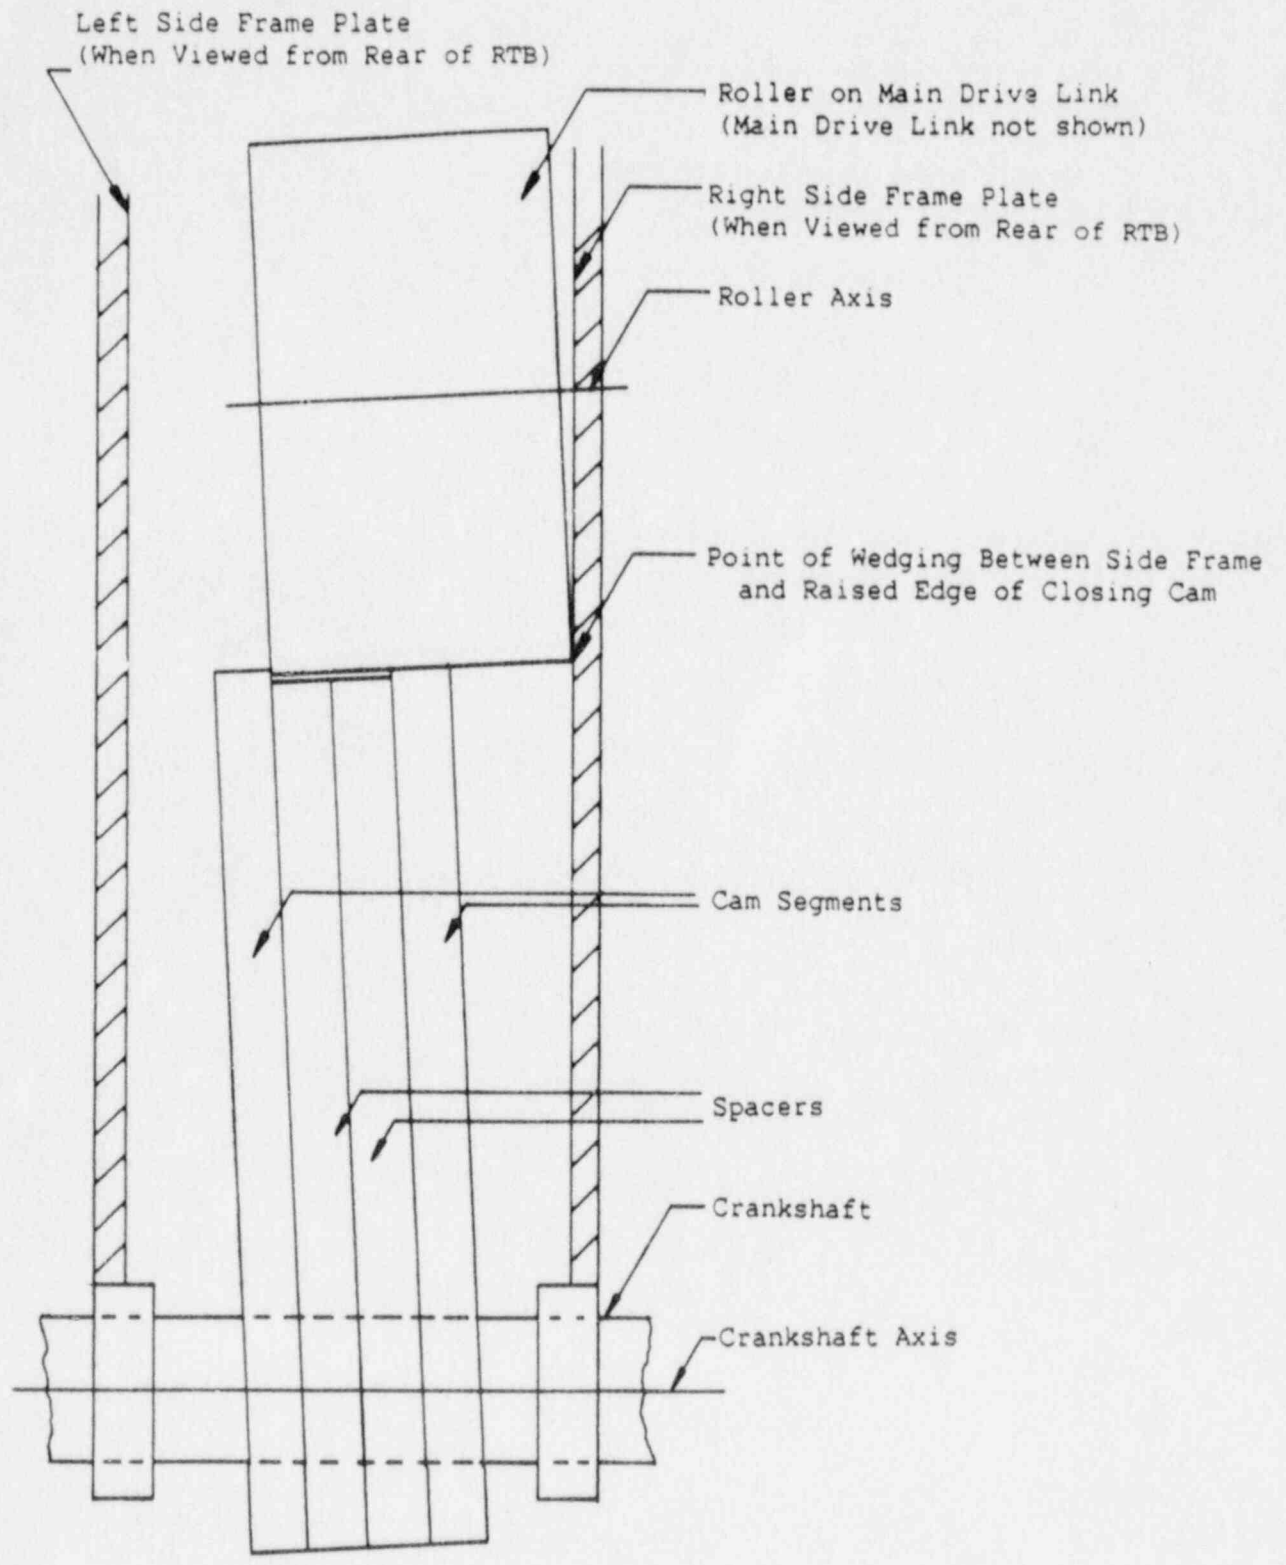 Left Side Frame Plate
(When Viewed from Rear of RTB)
Roller on Main Drive Link
(Main Drive Link not shown)
Right Side Frame Plate
(When Viewed from Rear of RTB)
Roller Axis
Point of Wedging Between Side Frame
and Raised Edge of Closing Cam
Cam Segments
Spacers
Crankshaft
Crankshaft Axis